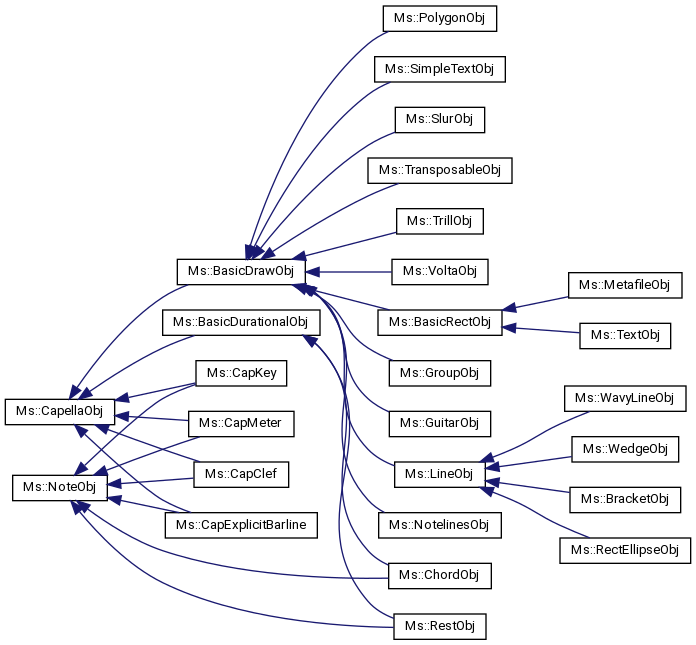 Ms::PolygonObj
Ms::SimpleTextObj
Ms::SlurObj
Ms::TransposableObj
Ms::TrillObj
Ms::BasicDrawObj
Ms::VoltaObj
Ms::MetafileObj
Ms::BasicRectObj
Ms::BasicDurationalObj
Ms::TextObj
Ms::CapKey
Ms::GroupObj
Ms::WavyLineObj
Ms::CapellaObj
Ms::CapMeter
Ms::GuitarObj
Ms::WedgeObj
Ms::CapClef
Ms::LineObj
Ms::NoteObj
Ms::BracketObj
Ms::CapExplicitBarline
Ms::NotelinesObj
Ms::RectEllipseObj
Ms::ChordObj
Ms::RestObj